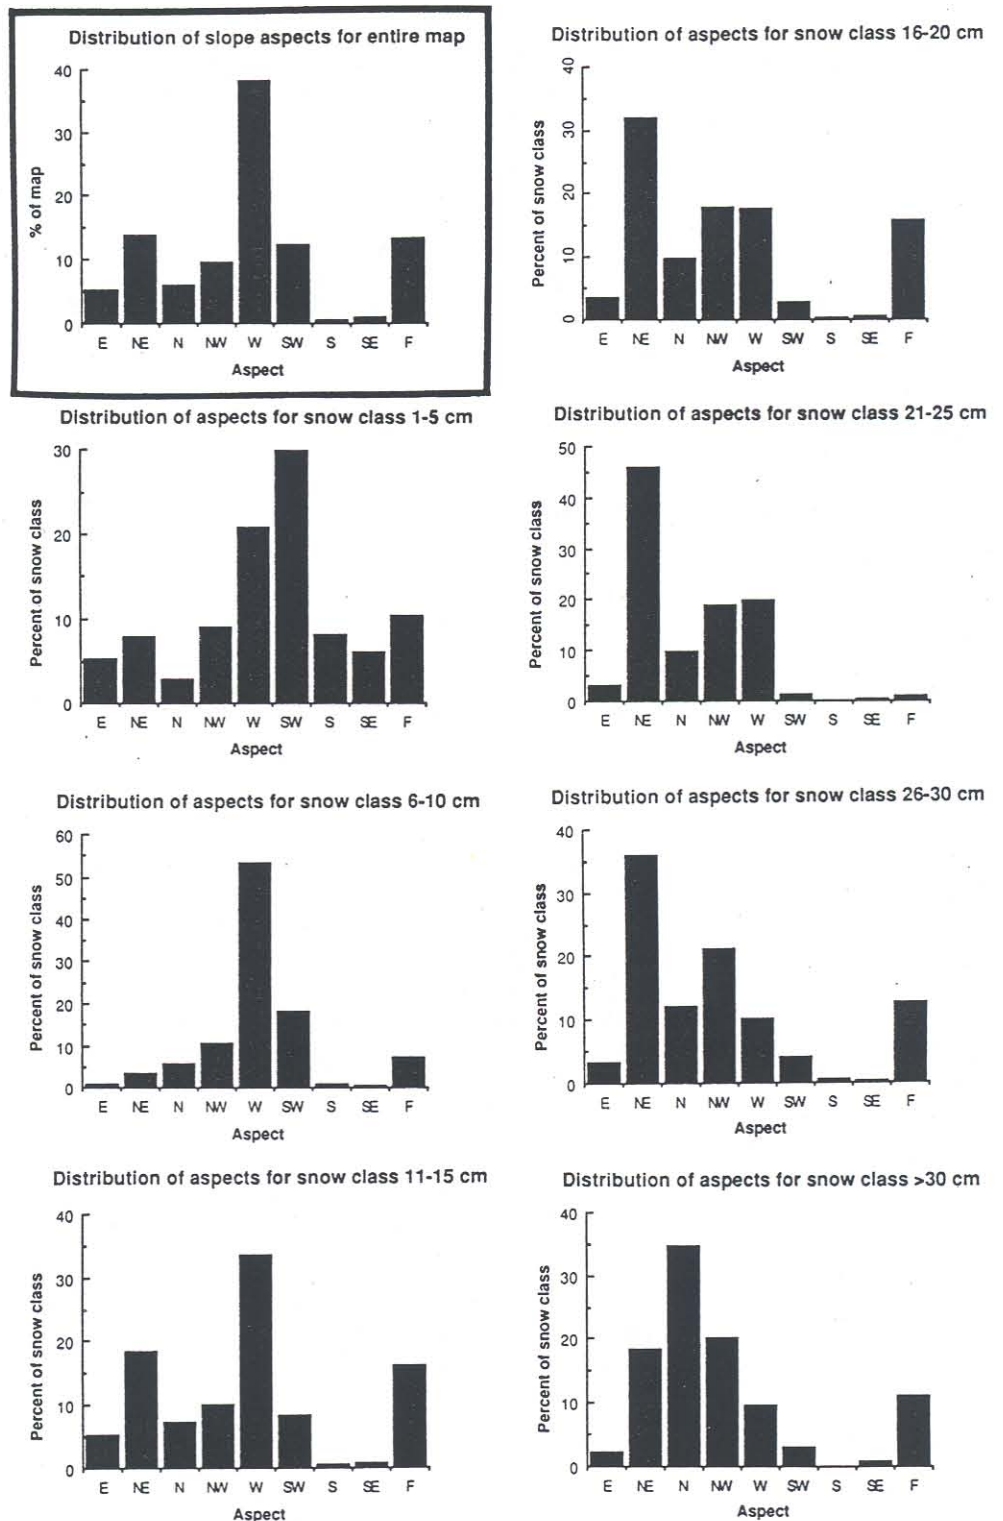 Distribution of slope aspects for entire map
40
30
20
10
0
% of map
E NE N NW W SW S SE F
Aspect
Distribution of aspects for snow class 1-5 cm
30
20
10
0
Percent of snow class
E NE N NW W SW S SE F
Aspect
Distribution of aspects for snow class 6-10 cm
60
50
40
30
20
10
0
Percent of snow class
E NE N NW W SW S SE F
Aspect
Distribution of aspects for snow class 11-15 cm
40
30
20
10
0
Percent of snow class
E NE N NW W SW S SE F
Aspect
Distribution of aspects for snow class 16-20 cm
40
30
20
10
0
Percent of snow class
E NE N NW W SW S SE F
Aspect
Distribution of aspects for snow class 21-25 cm
50
40
30
20
10
0
Percent of snow class
E NE N NW W SW S SE F
Aspect
Distribution of aspects for snow class 26-30 cm
40
30
20
10
0
Percent of snow class
E NE N NW W SW S SE F
Aspect
Distribution of aspects for snow class >30 cm
40
30
20
10
0
Percent of snow class
E NE N NW W SW S SE F
Aspect